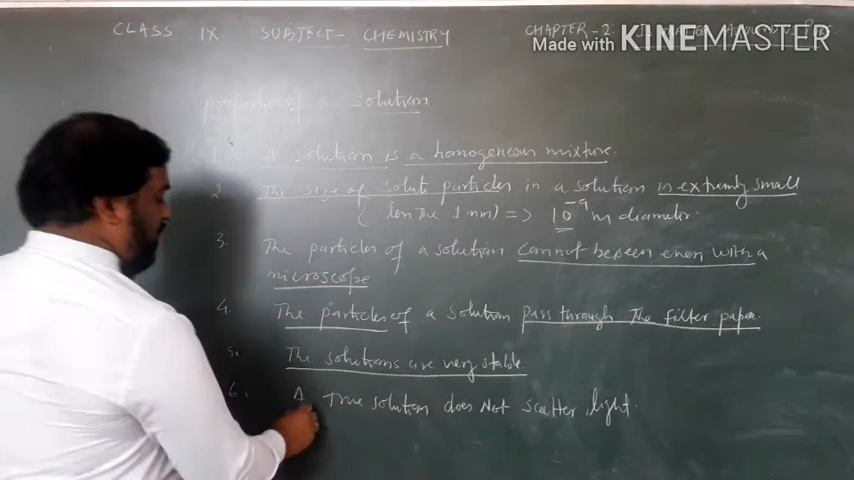 CLASS IX SUBJECT- CHEMISTRY CHAPTER-2.
Made with KINEMASTER
properties of a solution
1. A solution is a homogeneous mixture.
2. The size of solute particles in a solution is extremly small
( len The 1 nm) => 10⁻⁹ m diameter.
3. The particles of a solution cannot be seen even with a
microscope
4. The particles of a solution pass through The filter paper.
5. The solutions are very stable
6. A True solution does Not scatter light.